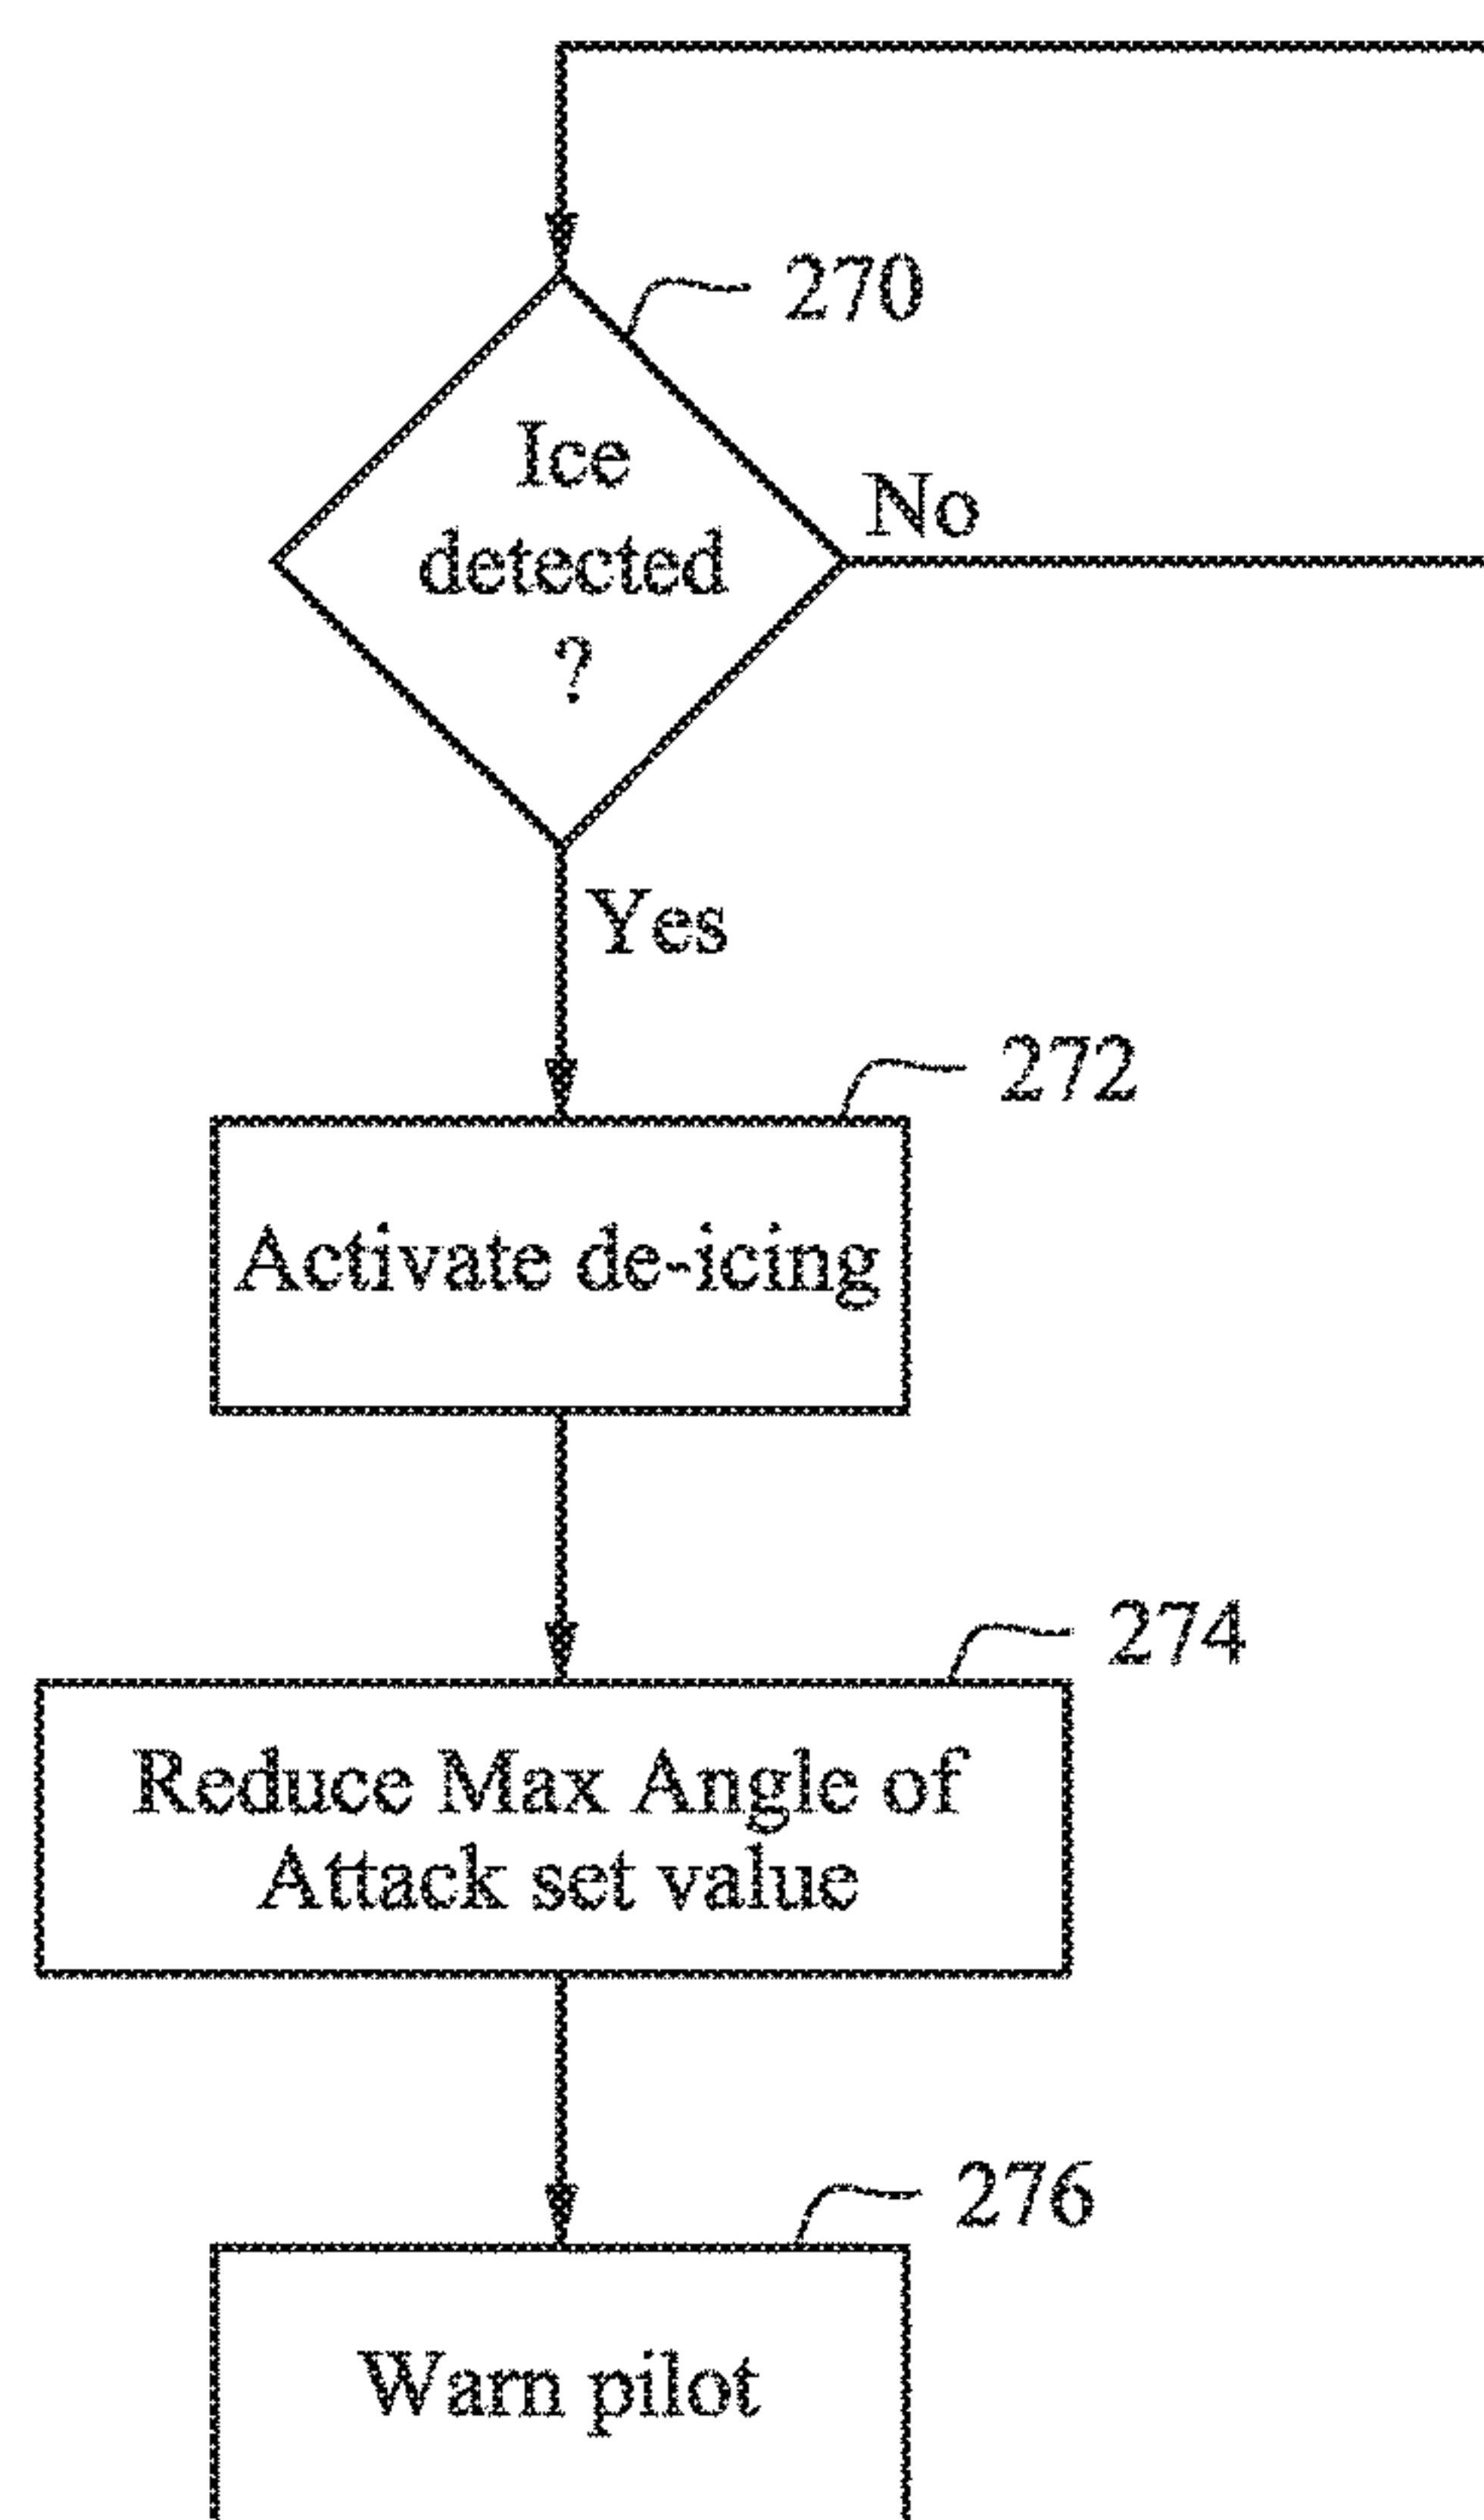 270
Ice
detected
?
No
Yes
272
Activate de-icing
274
Reduce Max Angle of
Attack set value
276
Warn pilot